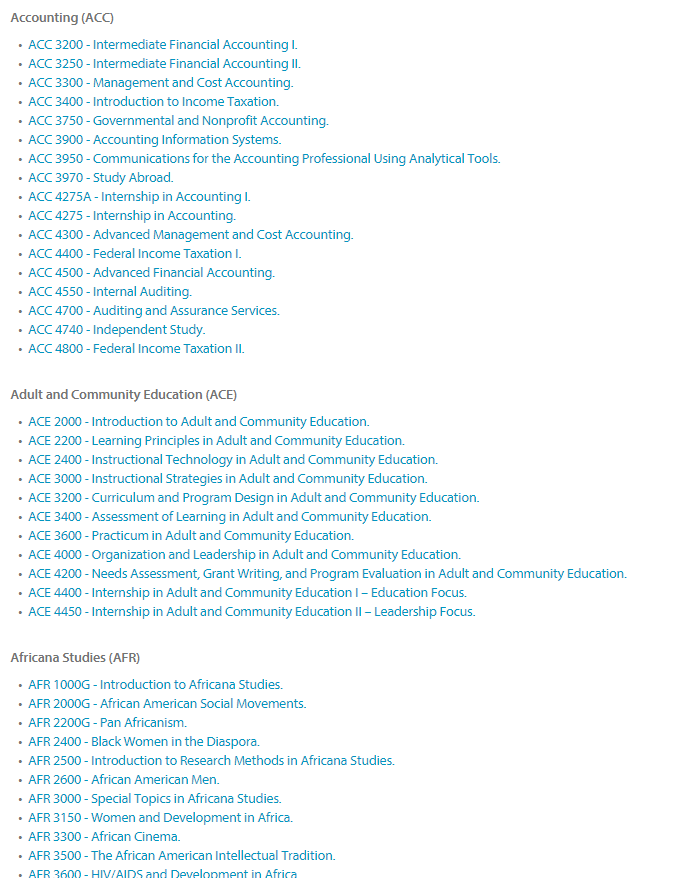 Accounting (ACC)
• ACC 3200 - Intermediate Financial Accounting I.
• ACC 3250 - Intermediate Financial Accounting II.
• ACC 3300 - Management and Cost Accounting.
• ACC 3400 - Introduction to Income Taxation.
• ACC 3750 - Governmental and Nonprofit Accounting.
• ACC 3900 - Accounting Information Systems.
• ACC 3950 - Communications for the Accounting Professional Using Analytical Tools.
• ACC 3970 - Study Abroad.
• ACC 4275A - Internship in Accounting I.
• ACC 4275 - Internship in Accounting.
• ACC 4300 - Advanced Management and Cost Accounting.
• ACC 4400 - Federal Income Taxation I.
• ACC 4500 - Advanced Financial Accounting.
• ACC 4550 - Internal Auditing.
• ACC 4700 - Auditing and Assurance Services.
• ACC 4740 - Independent Study.
• ACC 4800 - Federal Income Taxation II.
Adult and Community Education (ACE)
• ACE 2000 - Introduction to Adult and Community Education.
• ACE 2200 - Learning Principles in Adult and Community Education.
• ACE 2400 - Instructional Technology in Adult and Community Education.
• ACE 3000 - Instructional Strategies in Adult and Community Education.
• ACE 3200 - Curriculum and Program Design in Adult and Community Education.
• ACE 3400 - Assessment of Learning in Adult and Community Education.
• ACE 3600 - Practicum in Adult and Community Education.
• ACE 4000 - Organization and Leadership in Adult and Community Education.
• ACE 4200 - Needs Assessment, Grant Writing, and Program Evaluation in Adult and Community Education.
• ACE 4400 - Internship in Adult and Community Education I – Education Focus.
• ACE 4450 - Internship in Adult and Community Education II – Leadership Focus.
Africana Studies (AFR)
• AFR 1000G - Introduction to Africana Studies.
• AFR 2000G - African American Social Movements.
• AFR 2200G - Pan Africanism.
• AFR 2400 - Black Women in the Diaspora.
• AFR 2500 - Introduction to Research Methods in Africana Studies.
• AFR 2600 - African American Men.
• AFR 3000 - Special Topics in Africana Studies.
• AFR 3150 - Women and Development in Africa.
• AFR 3300 - African Cinema.
• AFR 3500 - The African American Intellectual Tradition.
• AFR 3600 - HIV/AIDS and Development in Africa